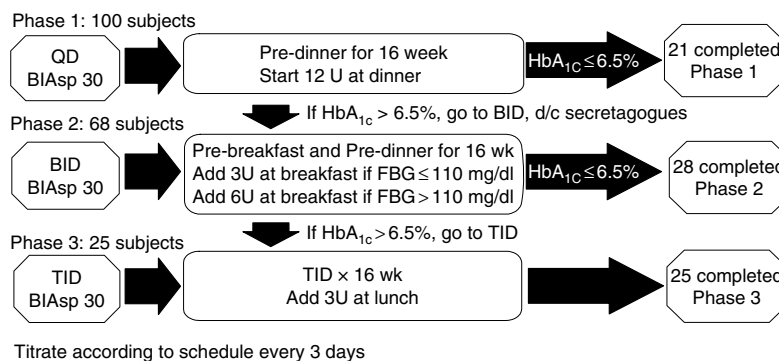 Phase 1: 100 subjects
QD
BIAsp 30
Pre-dinner for 16 week
Start 12 U at dinner
HbA1C ≤ 6.5%
21 completed
Phase 1
If HbA1c > 6.5%, go to BID, d/c secretagogues
Phase 2: 68 subjects
BID
BIAsp 30
Pre-breakfast and Pre-dinner for 16 wk
Add 3U at breakfast if FBG ≤ 110 mg/dl
Add 6U at breakfast if FBG > 110 mg/dl
HbA1C ≤ 6.5%
28 completed
Phase 2
If HbA1c > 6.5%, go to TID
Phase 3: 25 subjects
TID
BIAsp 30
TID × 16 wk
Add 3U at lunch
25 completed
Phase 3
Titrate according to schedule every 3 days